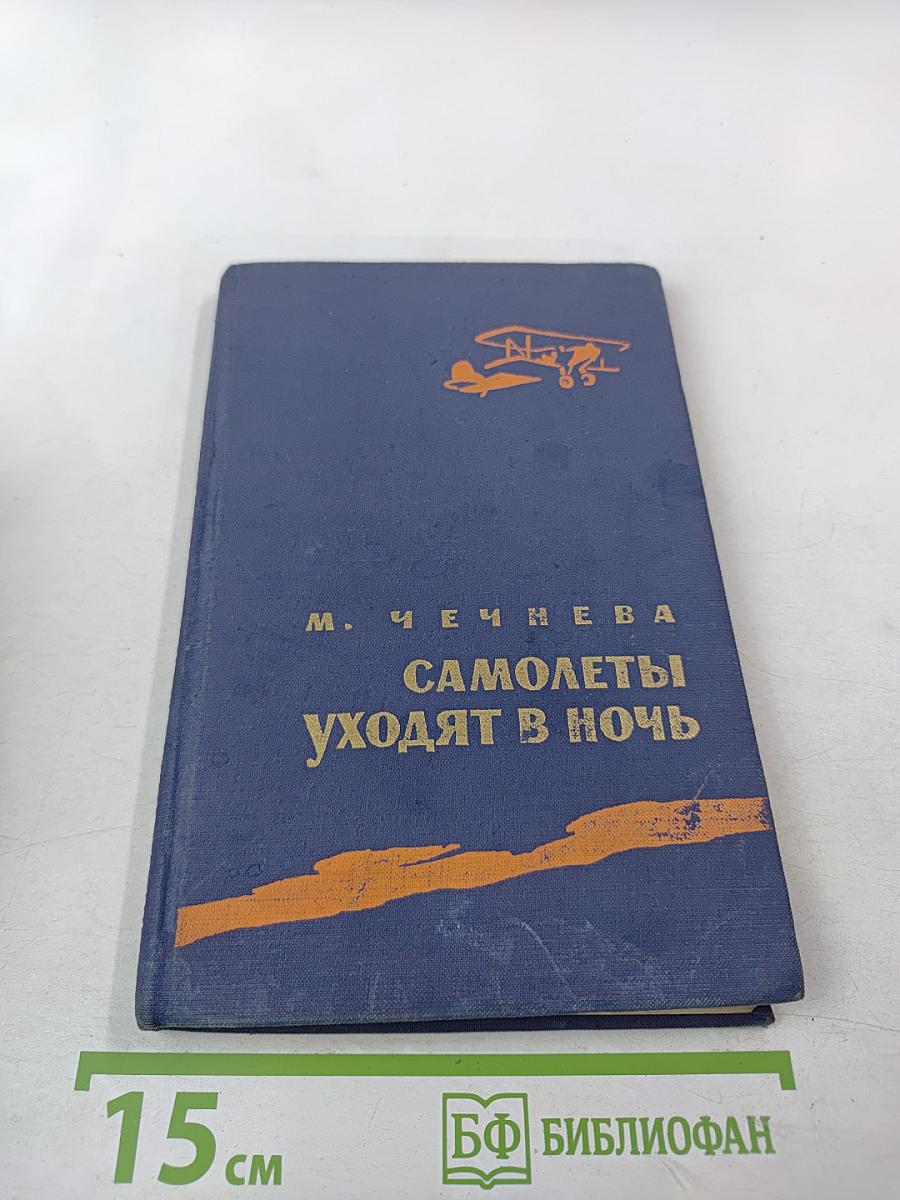 М. ЧЕЧНЕВА
САМОЛЕТЫ
УХОДЯТ В НОЧЬ
15 см
БФ БИБЛИОФАН